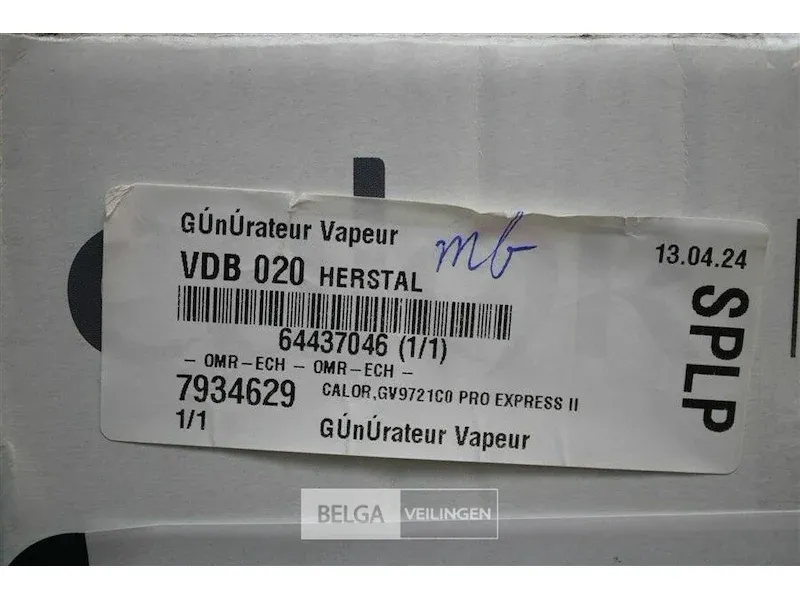 GÚnÚrateur Vapeur
mb
13.04.24
VDB 020 HERSTAL
64437046 (1/1)
– OMR–ECH – OMR–ECH –
7934629 CALOR,GV9721C0 PRO EXPRESS II
1/1
GÚnÚrateur Vapeur
SPLP
BELGA VEILINGEN